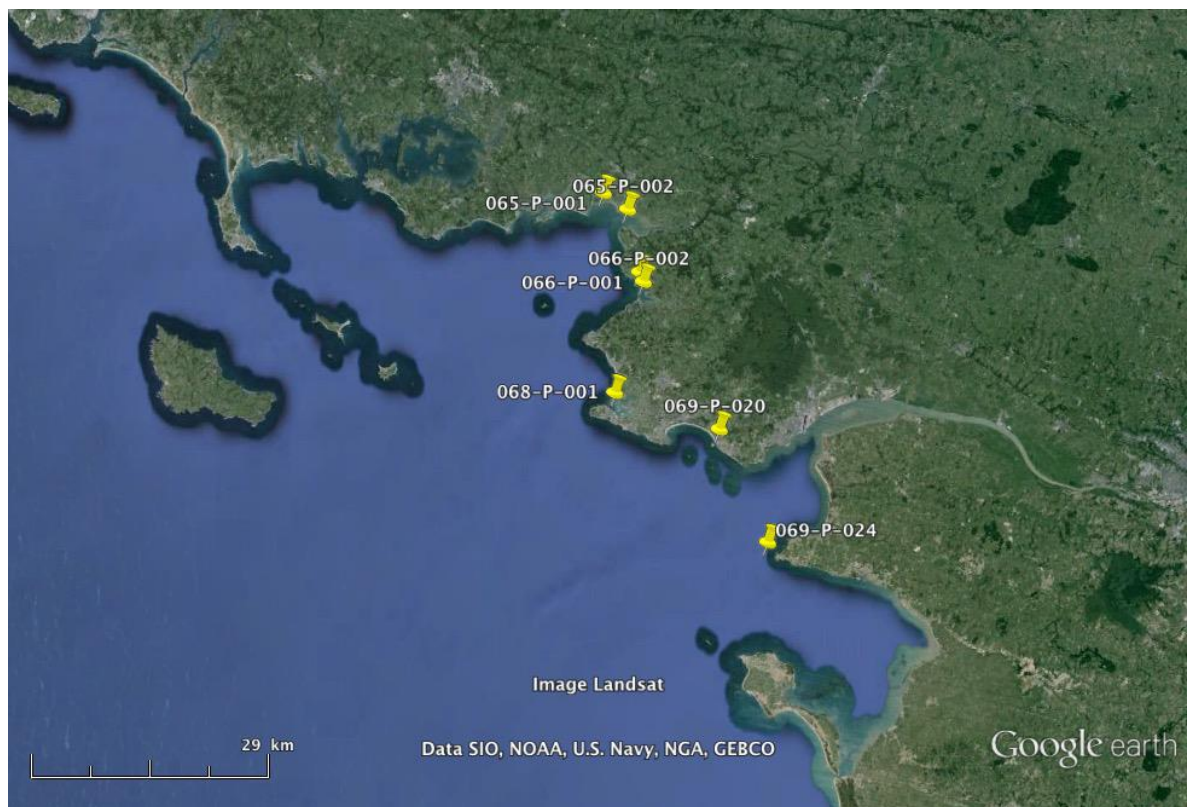 065-P-002
065-P-001
066-P-002
066-P-001
068-P-001
069-P-020
069-P-024
Image Landsat
29 km
Data SIO, NOAA, U.S. Navy, NGA, GEBCO
Google earth